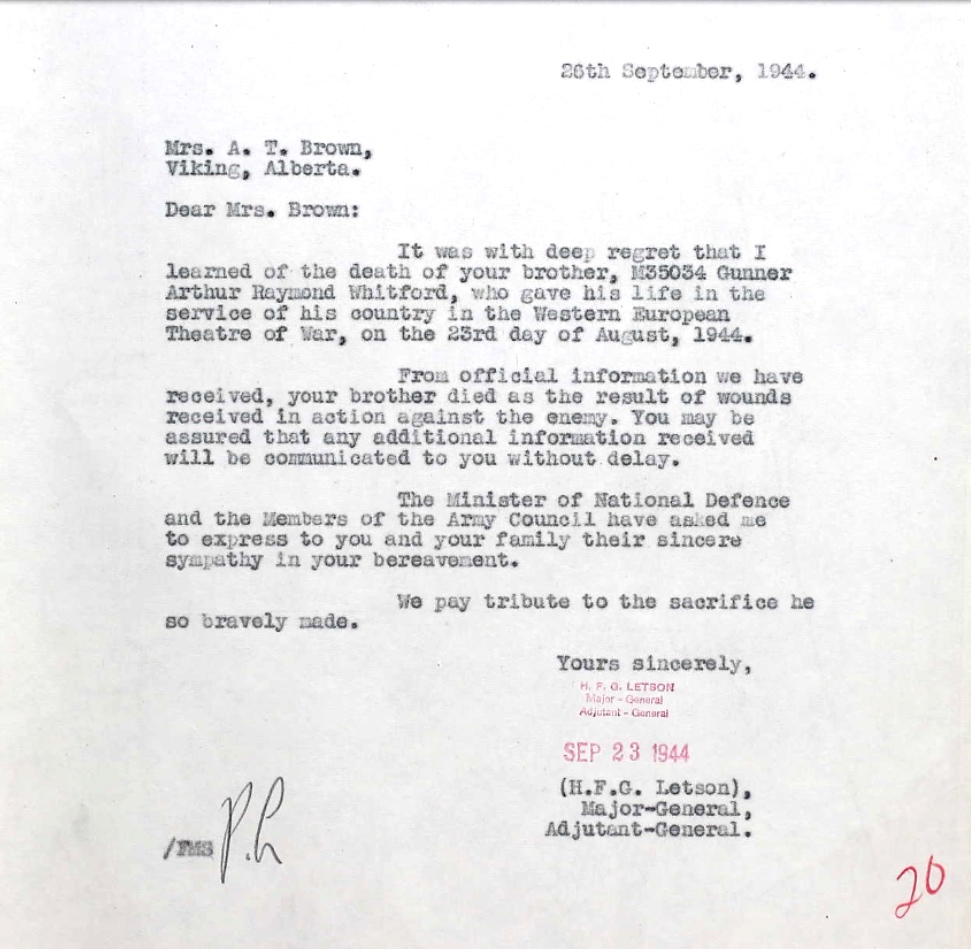 26th September, 1944.
Mrs. A. T. Brown,
Viking, Alberta.
Dear Mrs. Brown:
It was with deep regret that I
learned of the death of your brother, M35034 Gunner
Arthur Raymond Whitford, who gave his life in the
service of his country in the Western European
Theatre of War, on the 23rd day of August, 1944.
From official information we have
received, your brother died as the result of wounds
received in action against the enemy. You may be
assured that any additional information received
will be communicated to you without delay.
The Minister of National Defence
and the Members of the Army Council have asked me
to express to you and your family their sincere
sympathy in your bereavement.
We pay tribute to the sacrifice he
so bravely made.
Yours sincerely,
H. F. G. LETSON
Major - General
Adjutant - General
SEP 23 1944
(H.F.G. Letson),
Major-General,
Adjutant-General.
20